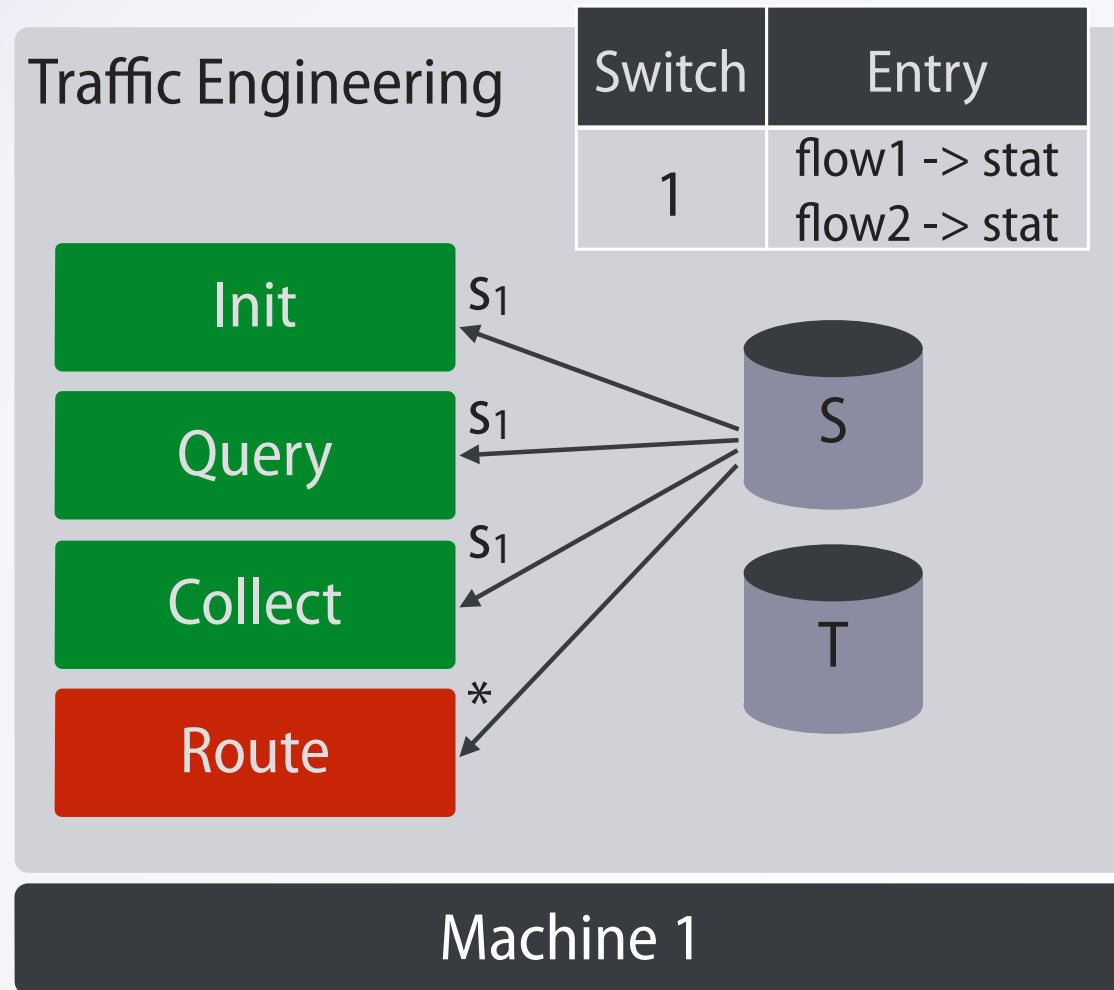 Traffic Engineering
Switch Entry
1
flow1 -> stat
flow2 -> stat
Init
S1
Query
S1
Collect
S1
Route
*
S
T
Machine 1